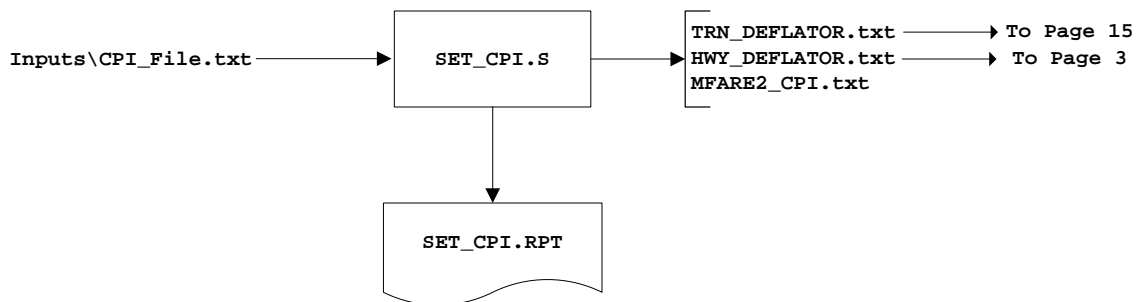 Inputs\CPI_File.txt
SET_CPI.S
TRN_DEFLATOR.txt To Page 15
HWY_DEFLATOR.txt To Page 3
MFARE2_CPI.txt
SET_CPI.RPT